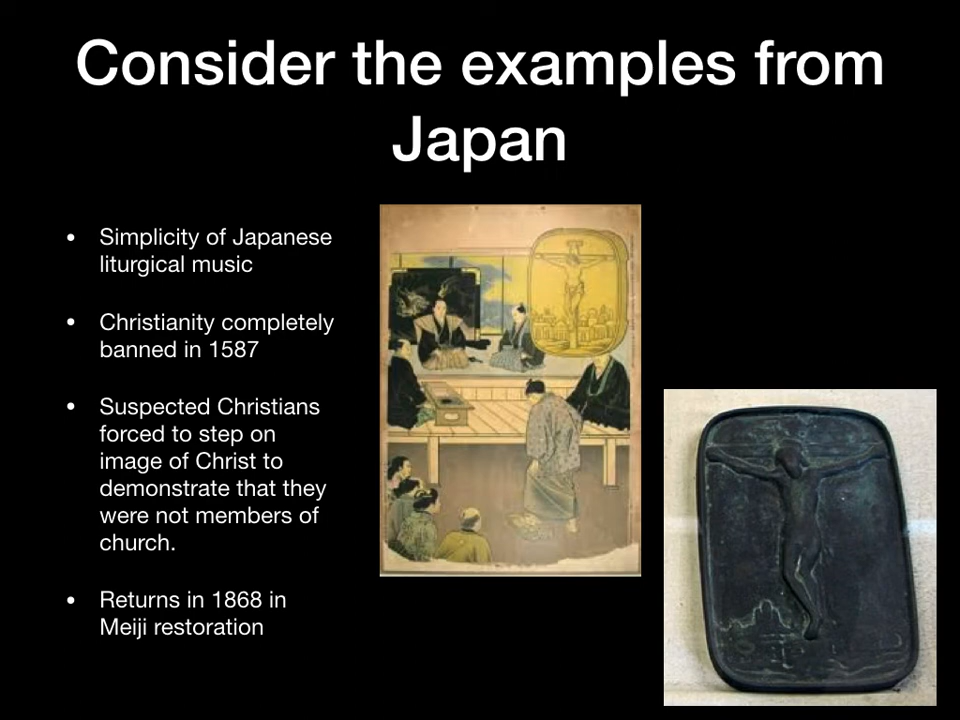 Consider the examples from
Japan
• Simplicity of Japanese
liturgical music
• Christianity completely
banned in 1587
• Suspected Christians
forced to step on
image of Christ to
demonstrate that they
were not members of
church.
• Returns in 1868 in
Meiji restoration